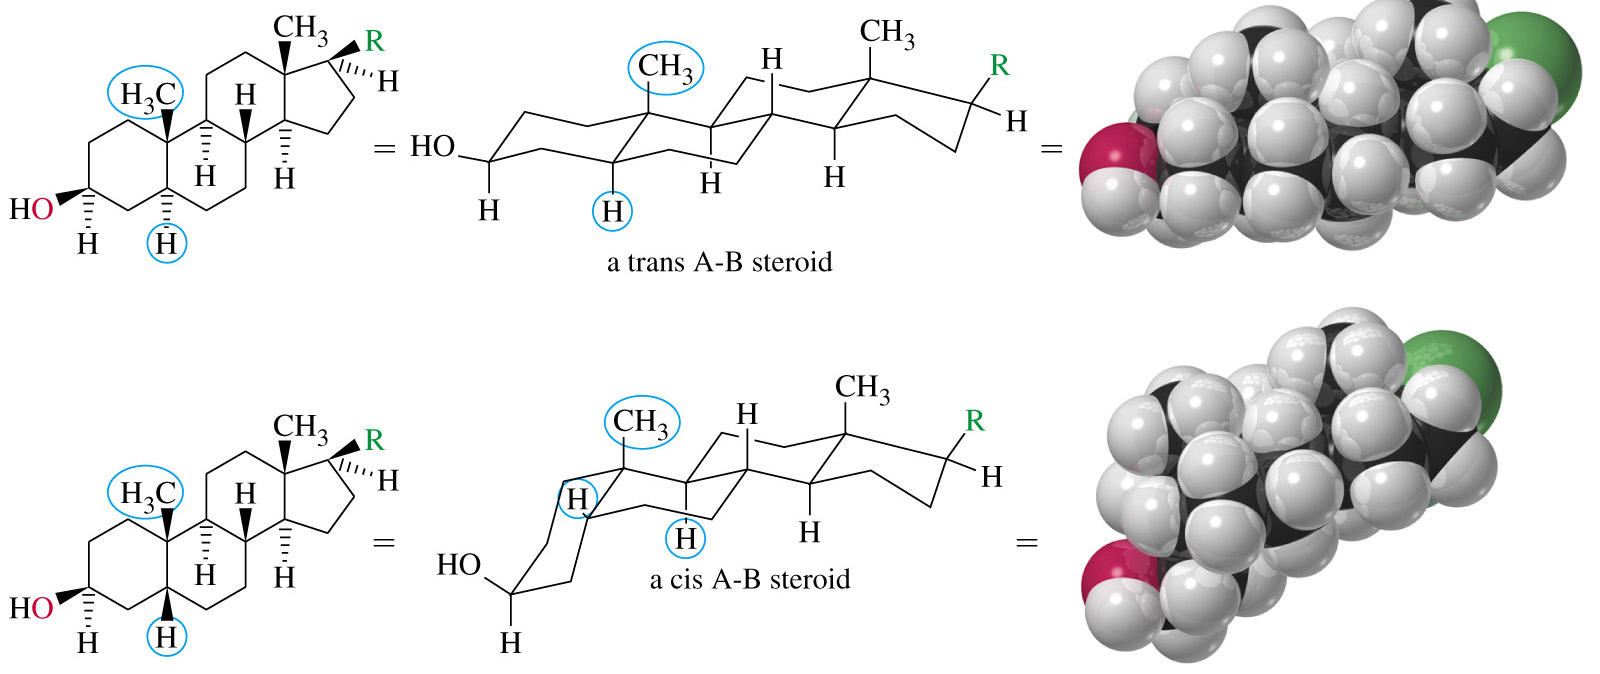 CH₃
R
H₃C
H
H
H
H
HO
H
H
=
CH₃
CH₃
H
R
H
HO
H
H
H
H
=
a trans A-B steroid
CH₃
R
H₃C
H
H
H
H
HO
H
H
=
CH₃
CH₃
H
R
H
H
H
H
HO
H
=
a cis A-B steroid